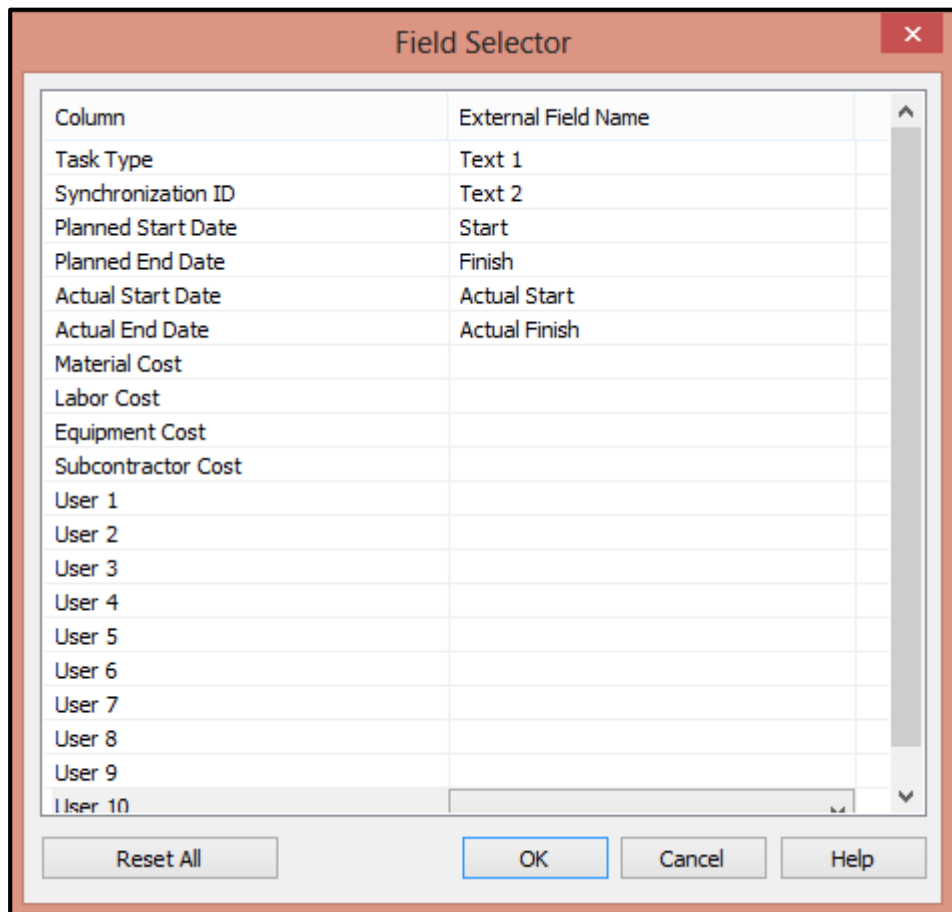 Field Selector
Column External Field Name
Task Type Text 1
Synchronization ID Text 2
Planned Start Date Start
Planned End Date Finish
Actual Start Date Actual Start
Actual End Date Actual Finish
Material Cost
Labor Cost
Equipment Cost
Subcontractor Cost
User 1
User 2
User 3
User 4
User 5
User 6
User 7
User 8
User 9
User 10
Reset All OK Cancel Help